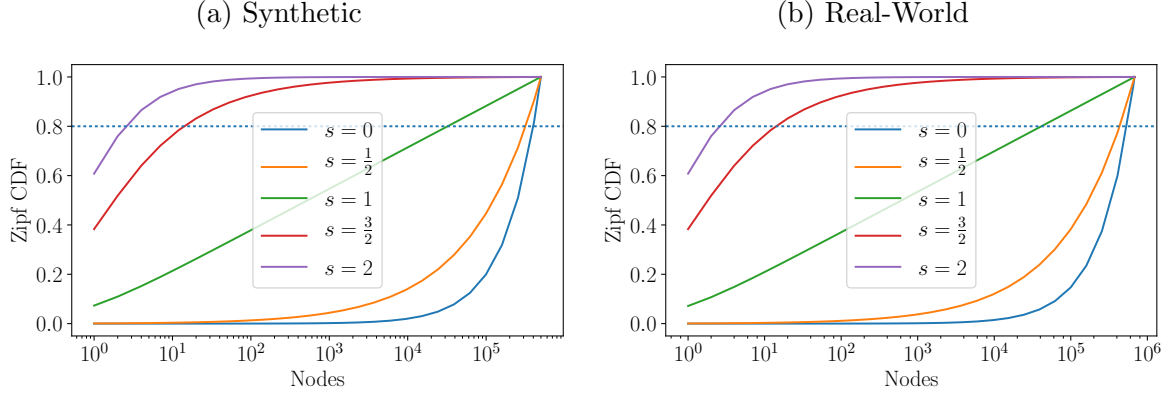 (a) Synthetic
Zipf CDF
1.0
0.8
0.6
0.4
0.2
0.0
s = 0
s = 1/2
s = 1
s = 3/2
s = 2
10^0 10^1 10^2 10^3 10^4 10^5
Nodes
(b) Real-World
Zipf CDF
1.0
0.8
0.6
0.4
0.2
0.0
s = 0
s = 1/2
s = 1
s = 3/2
s = 2
10^0 10^1 10^2 10^3 10^4 10^5 10^6
Nodes